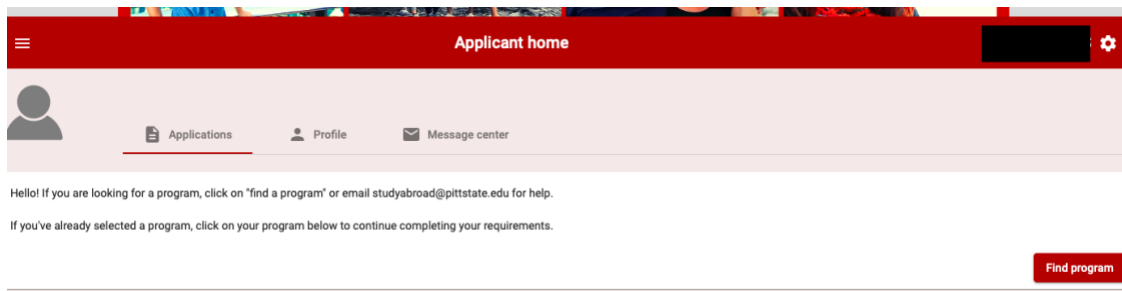 Applicant home
Applications
Profile
Message center
Hello! If you are looking for a program, click on "find a program" or email studyabroad@pittstate.edu for help.
If you've already selected a program, click on your program below to continue completing your requirements.
Find program